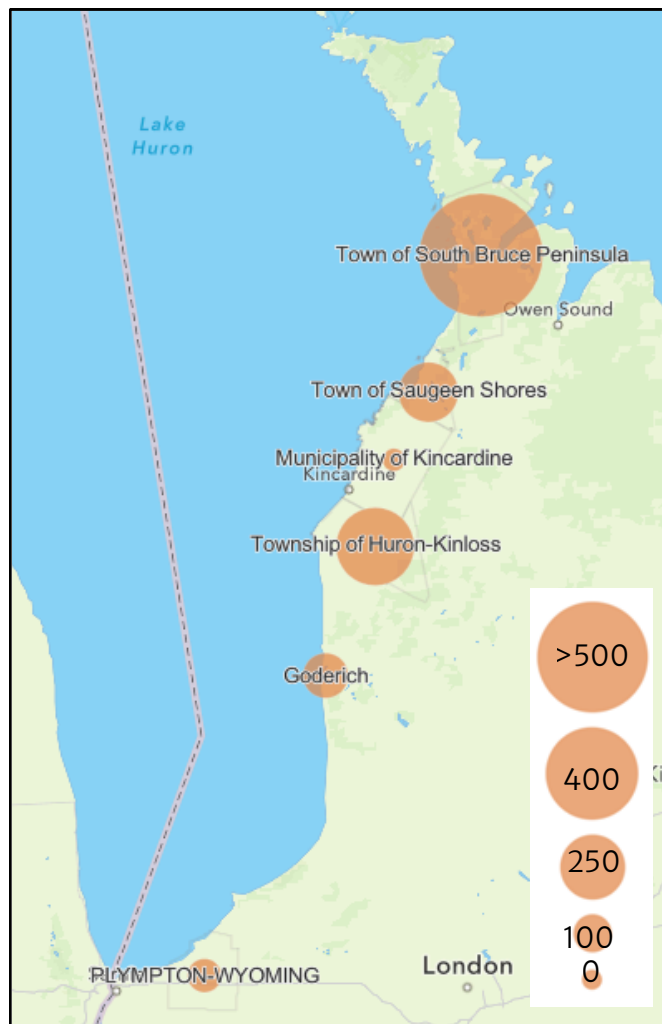 Lake
Huron
Town of South Bruce Peninsula
Owen Sound
Town of Saugeen Shores
Municipality of Kincardine
Kincardine
Township of Huron-Kinloss
>500
Goderich
400
250
100
0
London
PLYMPTON-WYOMING